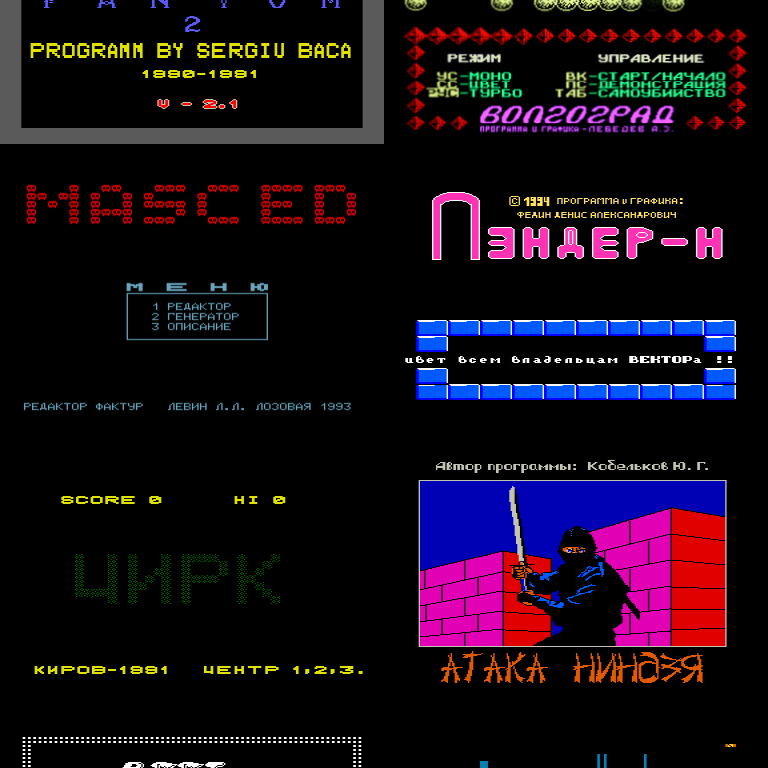 2
PROGRAMM BY SERGIU BACA
1990-1991
V - 2.1
РЕЖИМ УПРАВЛЕНИЕ
УС-МОНО ВК-СТАРТ/НАЧАЛО
СС-ЦВЕТ ПС-ДЕМОНСТРАЦИЯ
-ТУРБО ТАБ-САМОУБИЙСТВО
ВОЛГОГРАД
ПРОГРАММА И ГРАФИКА-ЛЕБЕДЕВ А.Э.
MABCED
М Е Н Ю
1 РЕДАКТОР
2 ГЕНЕРАТОР
3 ОПИСАНИЕ
РЕДАКТОР ФАКТУР ЛЕВИН Л.Л. ЛОЗОВАЯ 1993
© 1994 ПРОГРАММА И ГРАФИКА:
ФЕДИН ДЕНИС АЛЕКСАНДРОВИЧ
ЛЭНДЕР-Н
цвет всем владельцам ВЕКТОРа !!
SCORE 0 HI 0
ЦИРК
КИРОВ-1991 ЦЕНТР 1,2,3.
Автор программы: Кобельков Ю. Г.
АТАКА НИНДЗЯ